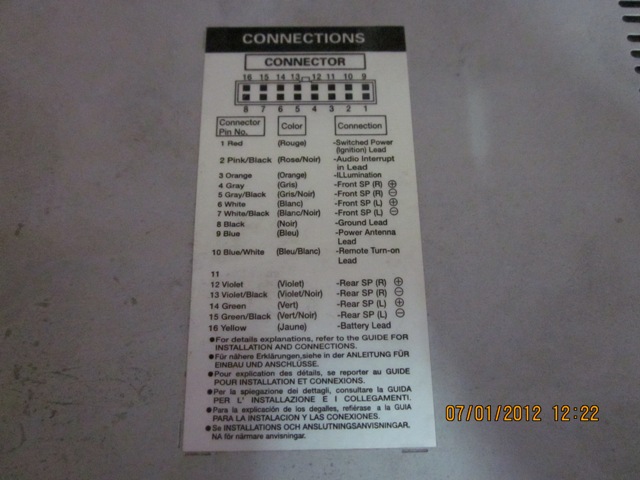 CONNECTIONS
CONNECTOR
16 15 14 13 12 11 10 9
8 7 6 5 4 3 2 1
Connector Pin No. Color Connection
1 Red (Rouge) -Switched Power (Ignition) Lead
2 Pink/Black (Rose/Noir) -Audio Interrupt in Lead
3 Orange (Orange) -ILLumination
4 Gray (Gris) -Front SP (R) ⊕
5 Gray/Black (Gris/Noir) -Front SP (R) ⊖
6 White (Blanc) -Front SP (L) ⊕
7 White/Black (Blanc/Noir) -Front SP (L) ⊖
8 Black (Noir) -Ground Lead
9 Blue (Bleu) -Power Antenna Lead
10 Blue/White (Bleu/Blanc) -Remote Turn-on Lead
11
12 Violet (Violet) -Rear SP (R) ⊕
13 Violet/Black (Violet/Noir) -Rear SP (R) ⊖
14 Green (Vert) -Rear SP (L) ⊕
15 Green/Black (Vert/Noir) -Rear SP (L) ⊖
16 Yellow (Jaune) -Battery Lead
●For details explanations, refer to the GUIDE FOR
INSTALLATION AND CONNECTIONS.
●Für nähere Erklärungen,siehe in der ANLEITUNG FÜR
EINBAU UND ANSCHLÜSSE.
●Pour explication des détails, se reporter au GUIDE
POUR INSTALLATION ET CONNEXIONS.
●Per la spiegazione dei dettagli, consultare la GUIDA
PER L' INSTALLAZIONE E I COLLEGAMENTI.
●Para la explicación de los degalles, refiérase a la GUIA
PARA LA INSTALACION Y LAS CONEXIONES.
●Se INSTALLATIONS OCH ANSLUTNINGSANVISNINGAR.
NA för närmare anvisningar.
07/01/2012 12:22